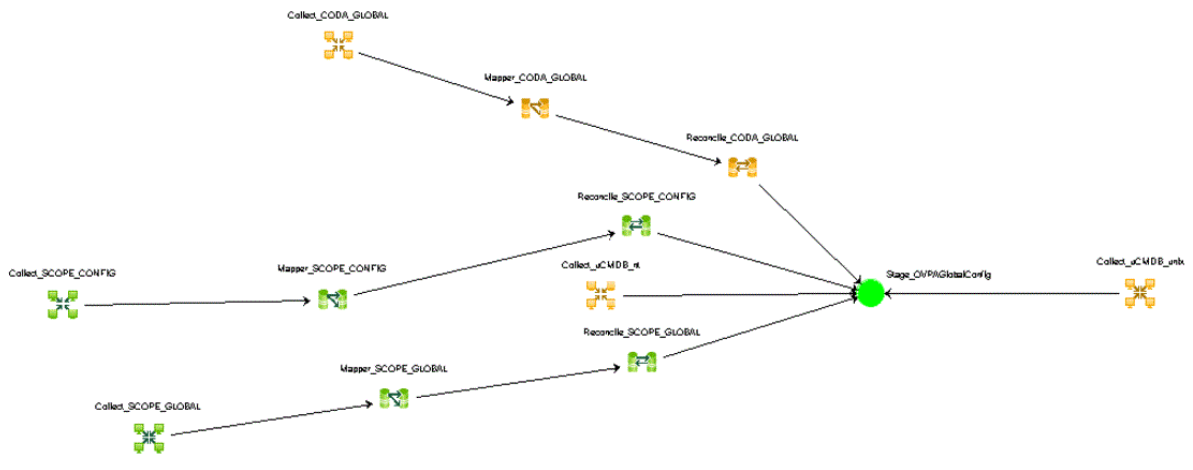 Collect_CODA_GLOBAL
Mapper_CODA_GLOBAL
Reconcile_CODA_GLOBAL
Reconcile_SCOPE_CONFIG
Collect_SCOPE_CONFIG
Mapper_SCOPE_CONFIG
Collect_uCMDB_nt
Stage_OVPAGlobalConfig
Collect_uCMDB_unix
Reconcile_SCOPE_GLOBAL
Mapper_SCOPE_GLOBAL
Collect_SCOPE_GLOBAL